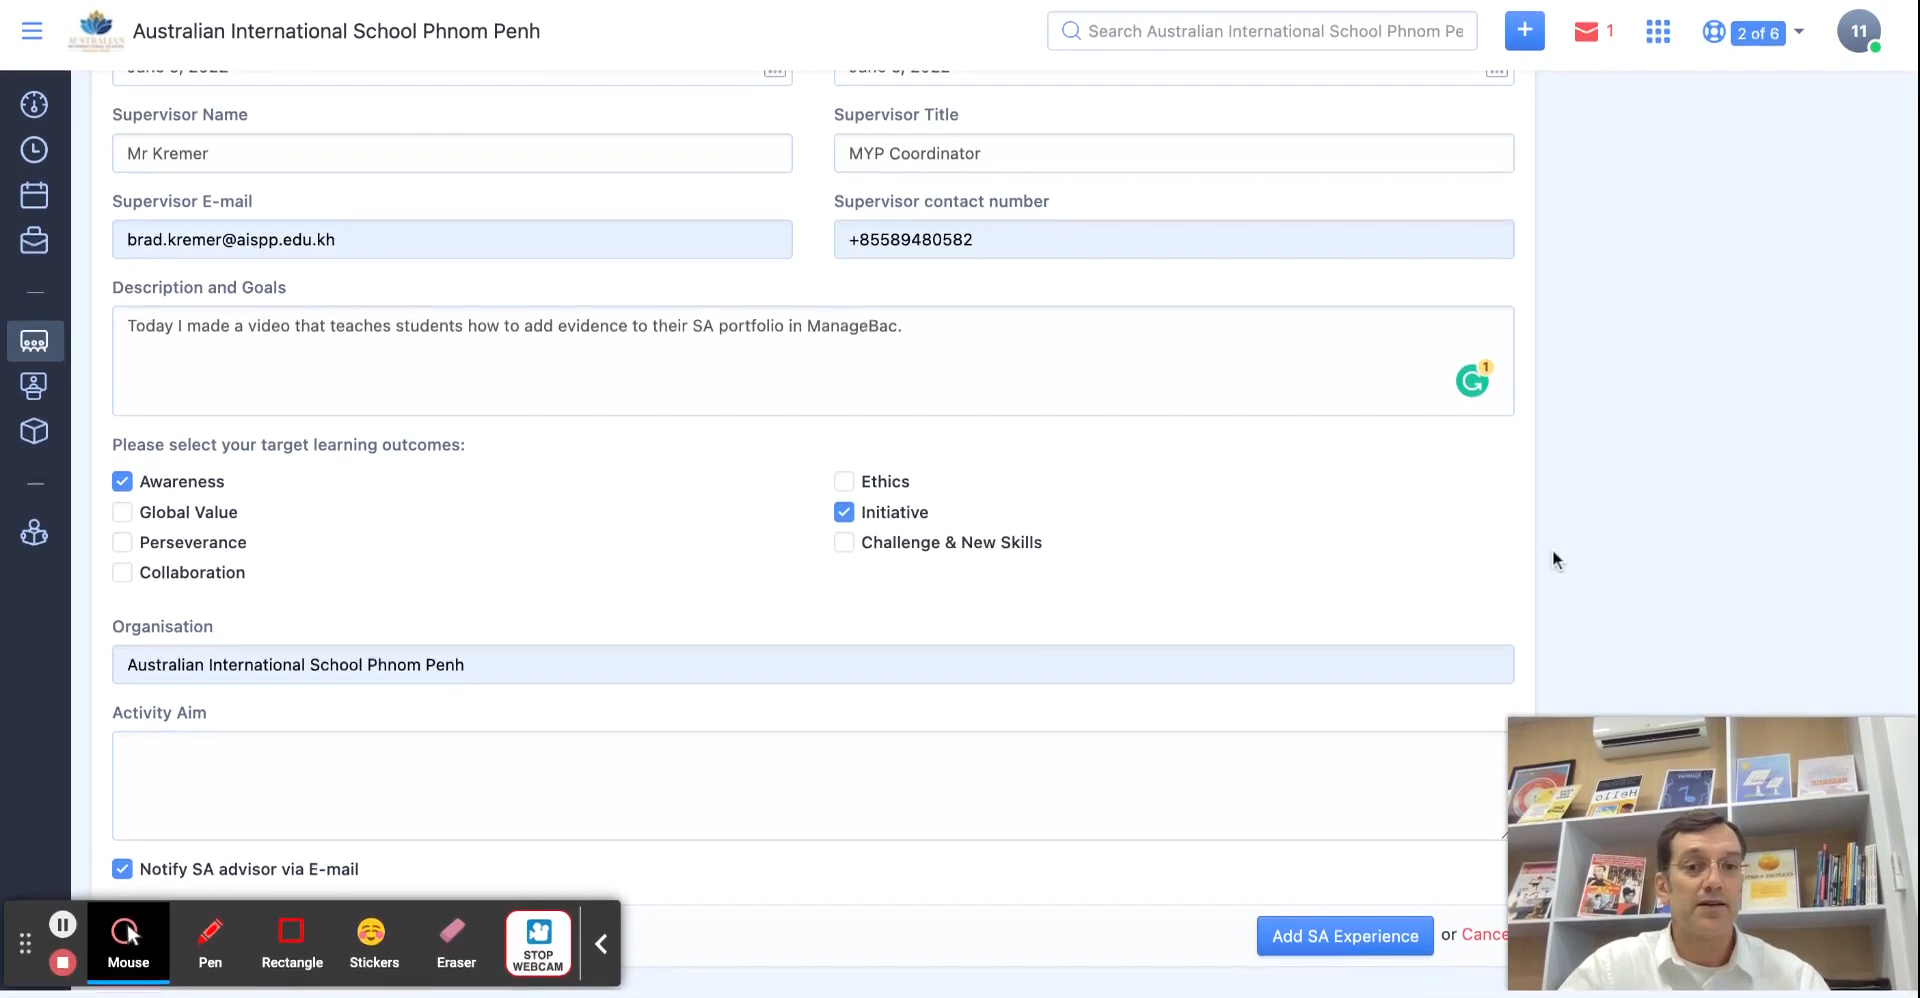 Australian International School Phnom Penh
Search Australian International School Phnom Pe
+
1
2 of 6
11
Supervisor Name
Supervisor Title
Mr Kremer
MYP Coordinator
Supervisor E-mail
Supervisor contact number
brad.kremer@aispp.edu.kh
+85589480582
Description and Goals
Today I made a video that teaches students how to add evidence to their SA portfolio in ManageBac.
1
Please select your target learning outcomes:
Awareness
Ethics
Global Value
Initiative
Perseverance
Challenge & New Skills
Collaboration
Organisation
Australian International School Phnom Penh
Activity Aim
Notify SA advisor via E-mail
Add SA Experience or Cance
Mouse
Pen
Rectangle
Stickers
Eraser
STOP
WEBCAM